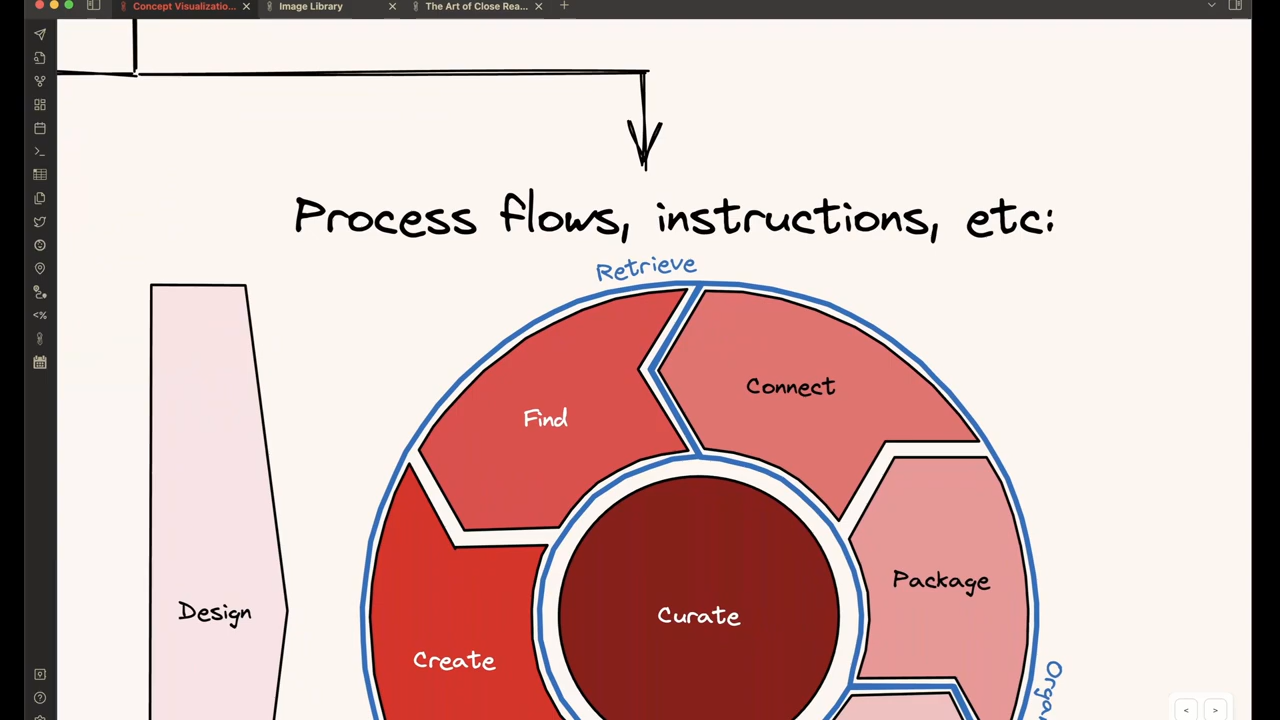 Concept Visualizatio...
Image Library
The Art of Close Rea...
Process flows, instructions, etc:
Retrieve
Connect
Find
Package
Design
Curate
Create